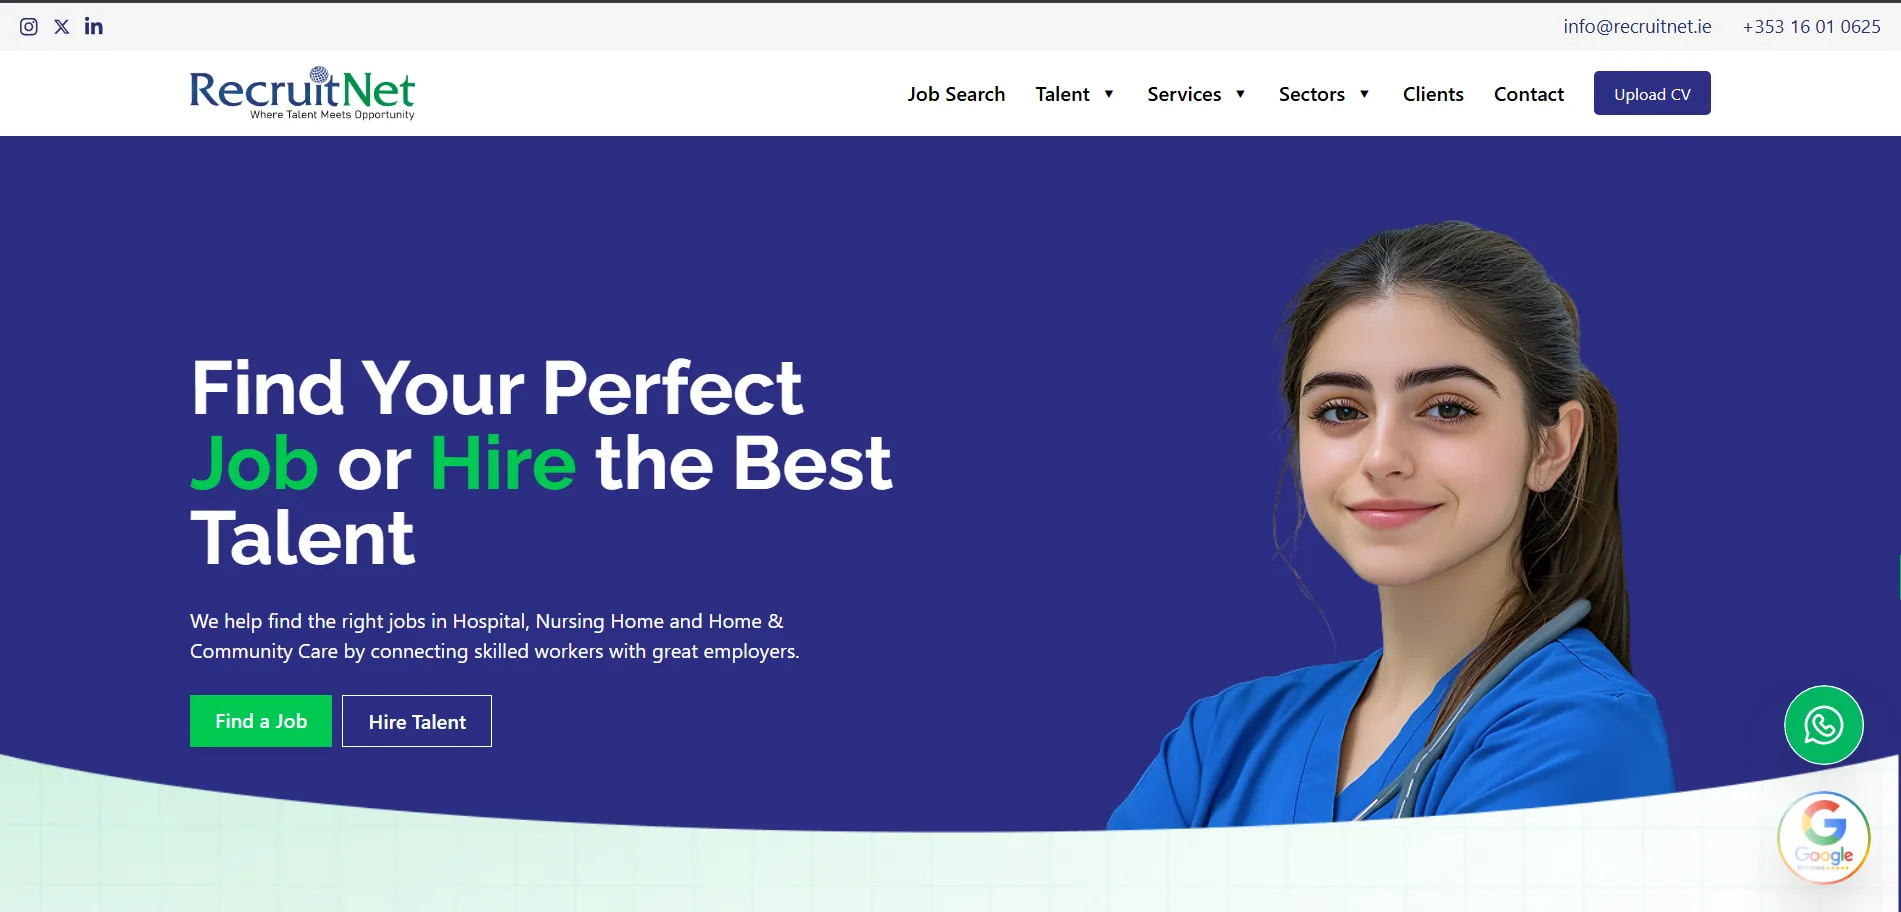 info@recruitnet.ie +353 16 01 0625
RecruitNet
Where Talent Meets Opportunity
Job Search Talent Services Sectors Clients Contact Upload CV
Find Your Perfect
Job or Hire the Best
Talent
We help find the right jobs in Hospital, Nursing Home and Home &
Community Care by connecting skilled workers with great employers.
Find a Job Hire Talent
Google
Reviews